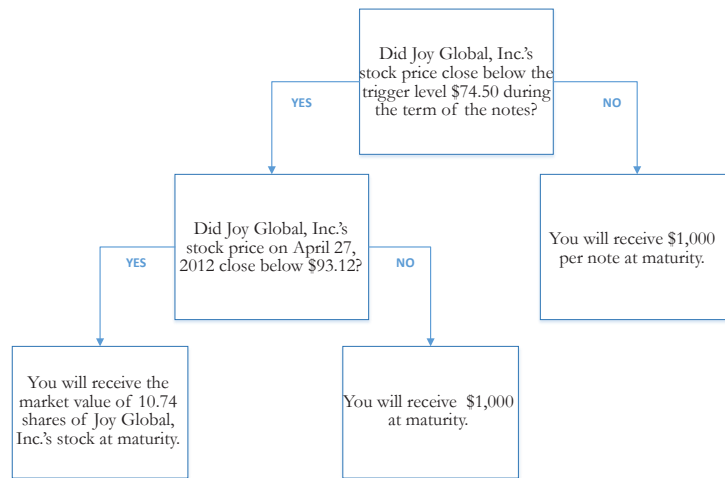 Did Joy Global, Inc.'s
stock price close below the
trigger level $74.50 during
the term of the notes?
YES
NO
Did Joy Global, Inc.'s
stock price on April 27,
2012 close below $93.12?
You will receive $1,000
per note at maturity.
YES
NO
You will receive the
market value of 10.74
shares of Joy Global,
Inc.'s stock at maturity.
You will receive $1,000
at maturity.